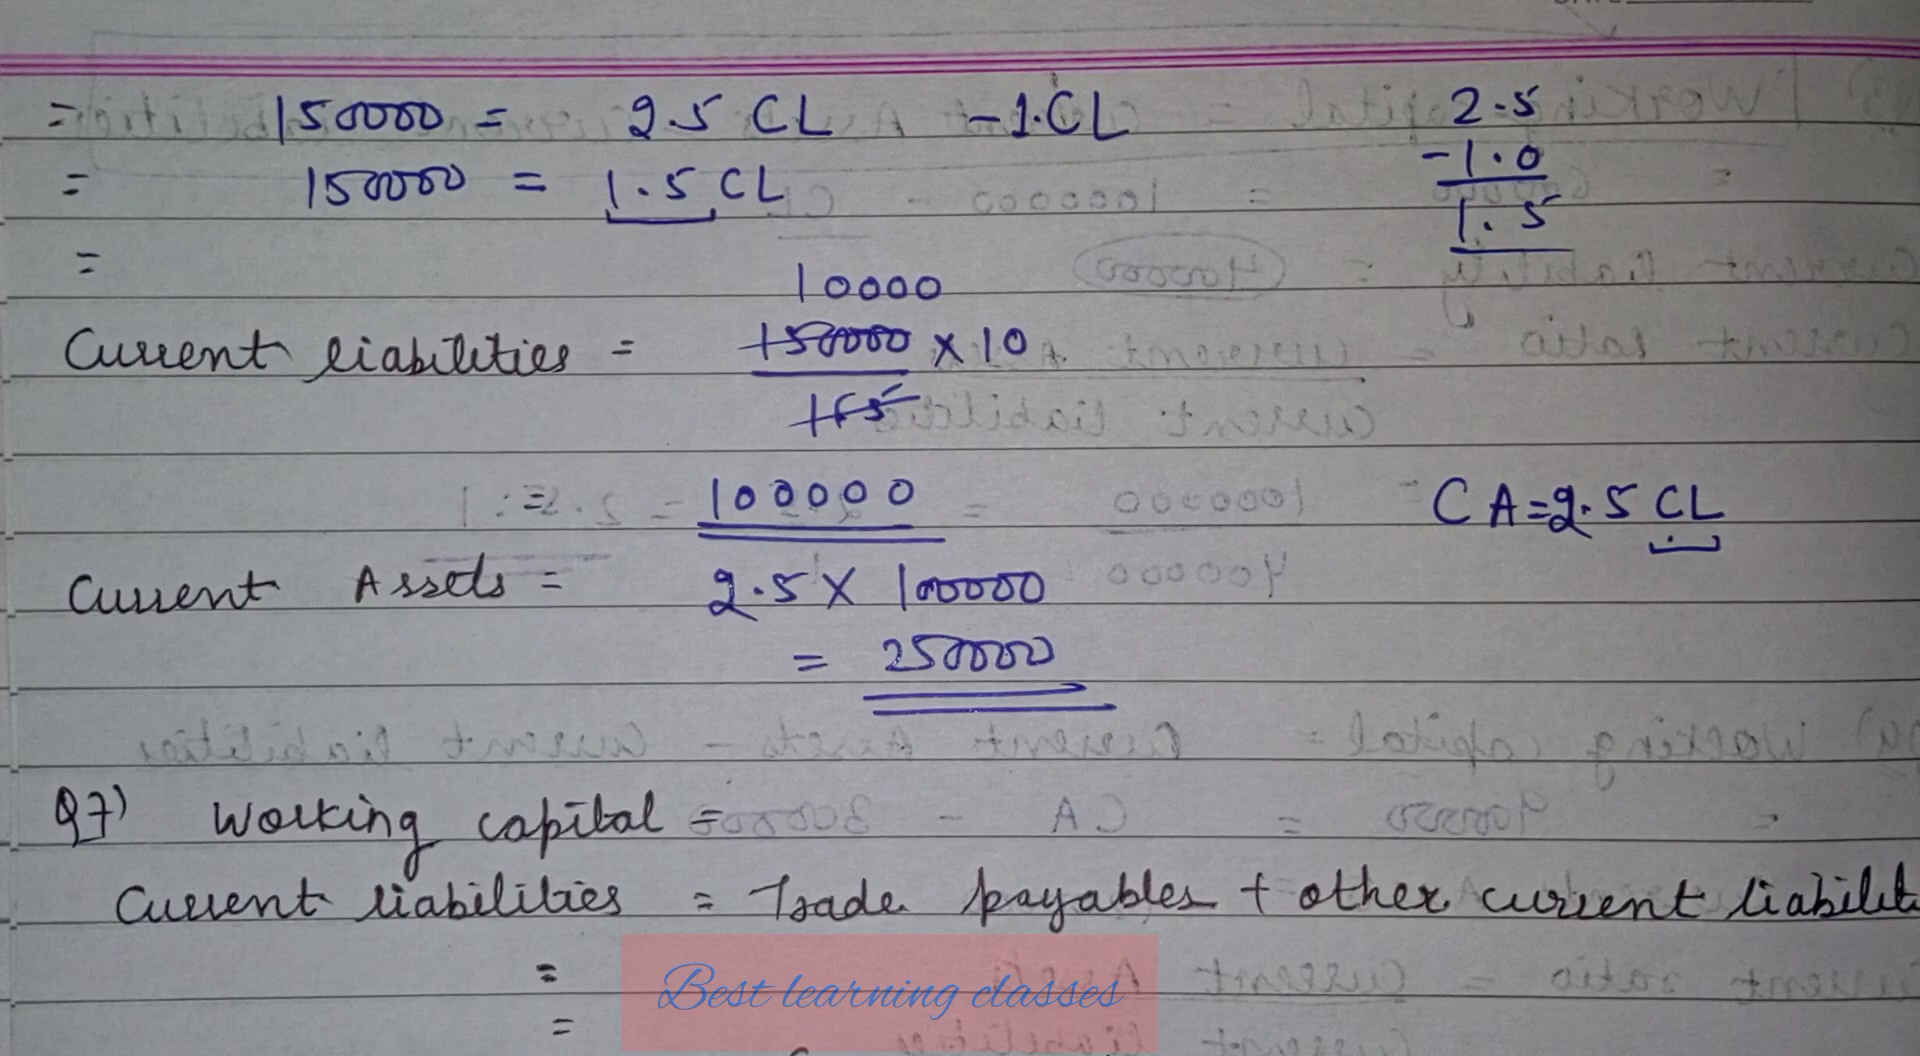 = 150000 = 2.5 CL - 1.CL
2.5
= 150000 = 1.5 CL
-1.0
1.5
=
10000
Current liabilities = 150000 x 10
15
100000
CA = 2.5 CL
Current Assets = 2.5 X 100000
= 250000
Q7) Working capital =
Current liabilities = Trade payables + other current liabiliti
=
Best learning classes
=